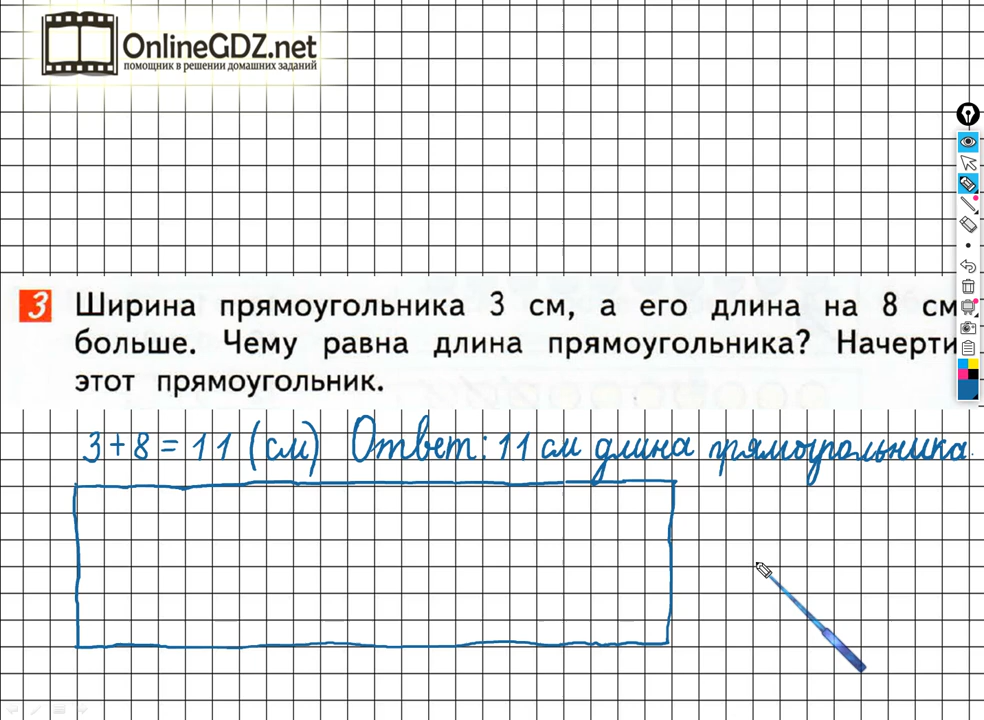 OnlineGDZ.net
помощник в решении домашних заданий
3 Ширина прямоугольника 3 см, а его длина на 8 см
больше. Чему равна длина прямоугольника? Начерти
этот прямоугольник.
3+8=11 (см) Ответ: 11 см длина прямоугольника.